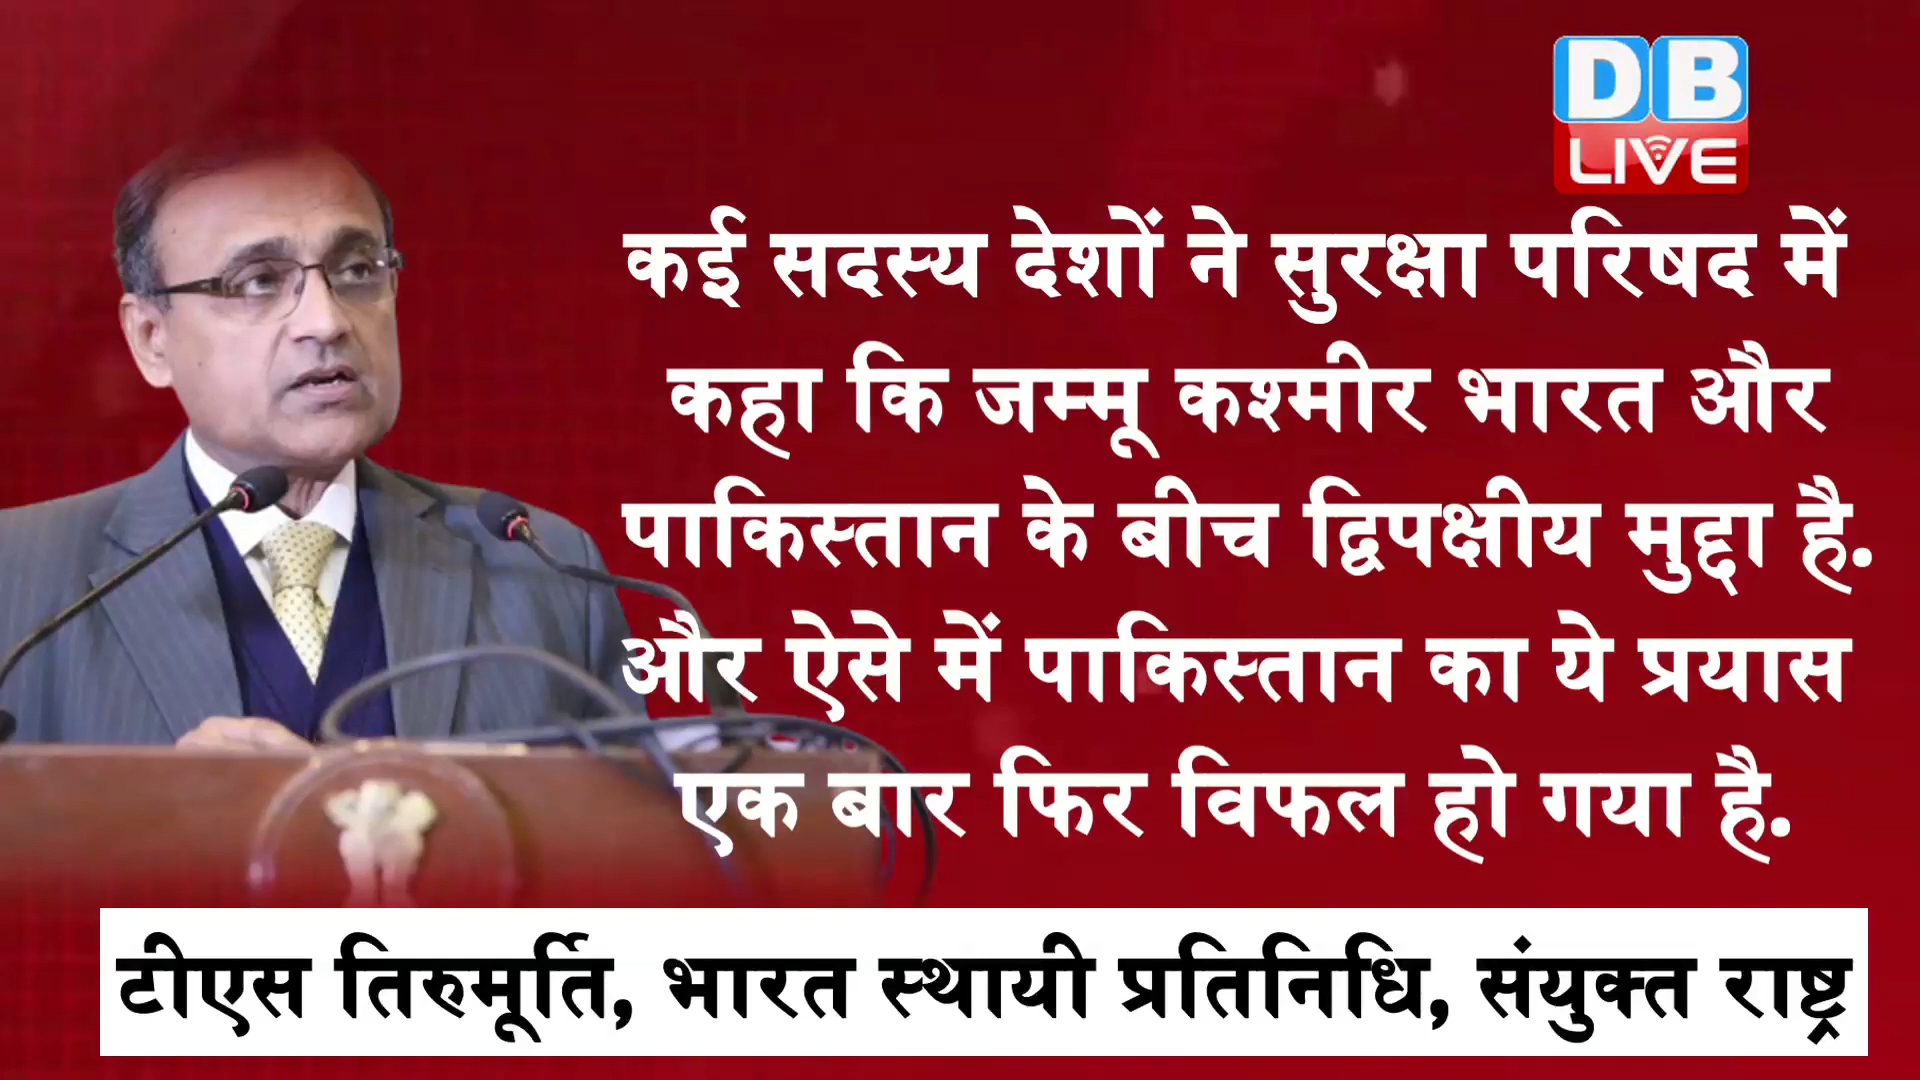 DB
LIVE
कई सदस्य देशों ने सुरक्षा परिषद में
कहा कि जम्मू कश्मीर भारत और
पाकिस्तान के बीच द्विपक्षीय मुद्दा है.
और ऐसे में पाकिस्तान का ये प्रयास
एक बार फिर विफल हो गया है.
टीएस तिरुमूर्ति, भारत स्थायी प्रतिनिधि, संयुक्त राष्ट्र